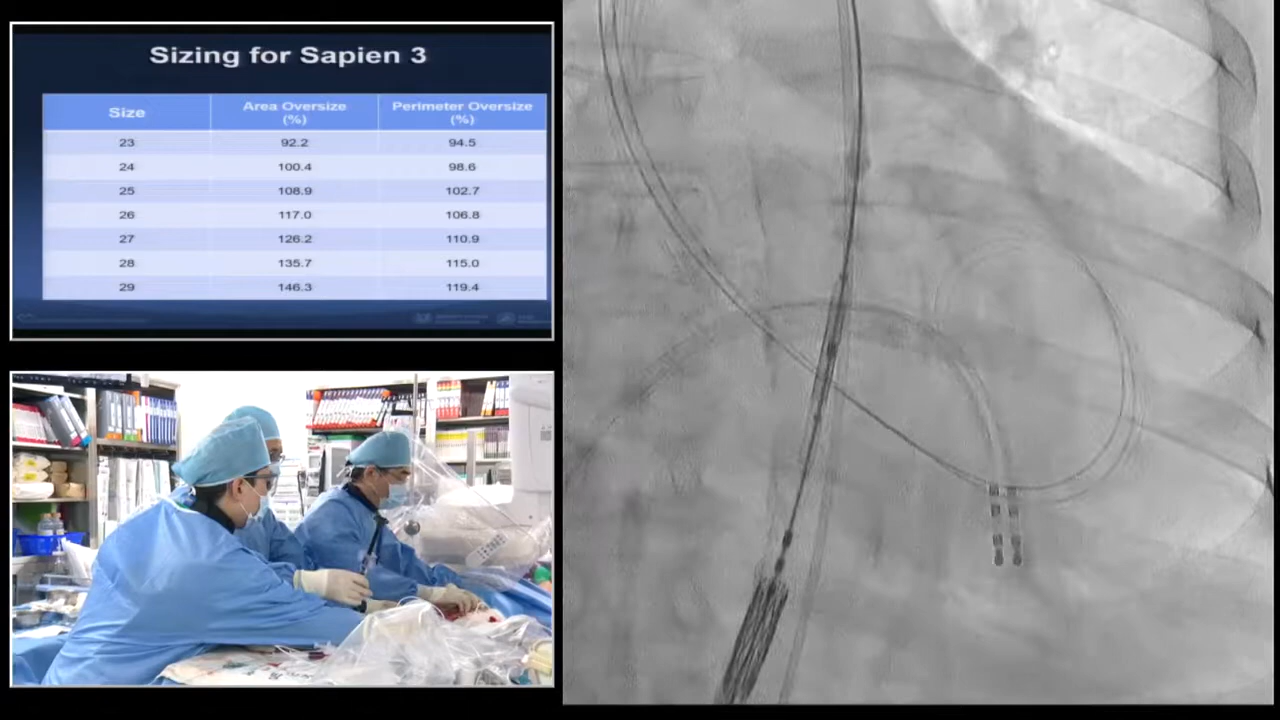 Sizing for Sapien 3
Size Area Oversize (%) Perimeter Oversize (%)
23 92.2 94.5
24 100.4 98.6
25 108.9 102.7
26 117.0 106.8
27 126.2 110.9
28 135.7 115.0
29 146.3 119.4